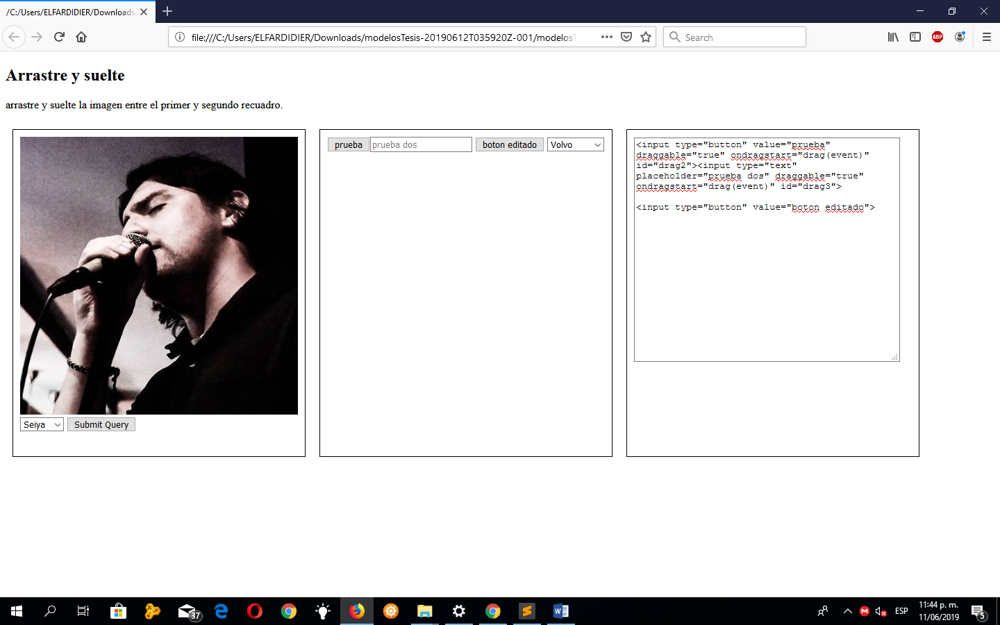 /C:/Users/ELFARDIDIER/Downloads
file:///C:/Users/ELFARDIDIER/Downloads/modelosTesis-20190612T035920Z-001/modelosT
Search
ABP
Arrastre y suelte
arrastre y suelte la imagen entre el primer y segundo recuadro.
Seiya
Submit Query
prueba
prueba dos
boton editado
Volvo
<input type="button" value="prueba"
draggable="true" ondragstart="drag(event)"
id="drag2"><input type="text"
placeholder="prueba dos" draggable="true"
ondragstart="drag(event)" id="drag3">
<input type="button" value="boton editado">
37
ESP
11:44 p. m.
11/06/2019
5